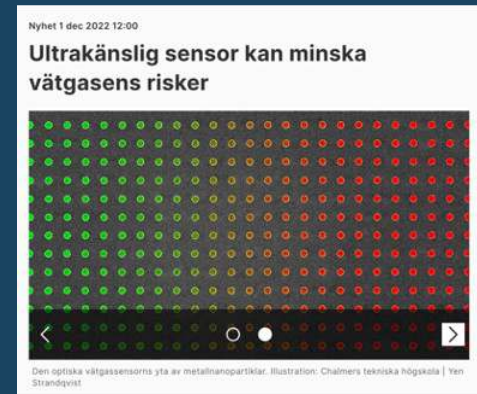 Nyhet 1 dec 2022 12:00
Ultrakänslig sensor kan minska
vätgasens risker
Den optiska vätgassensorns yta av metallnanopartiklar. Illustration: Chalmers tekniska högskola | Yen
Strandqvist